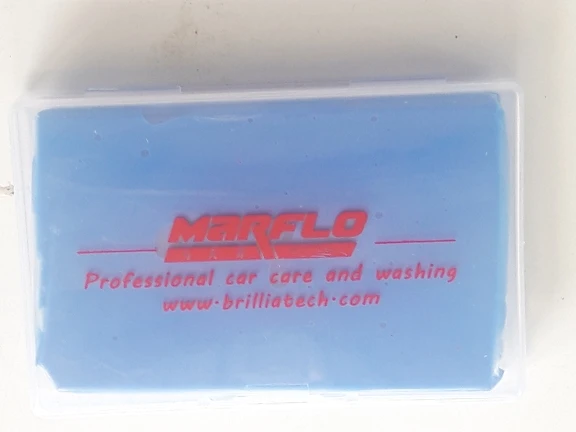 MARFLO
Professional car care and washing
www.brilliatech.com